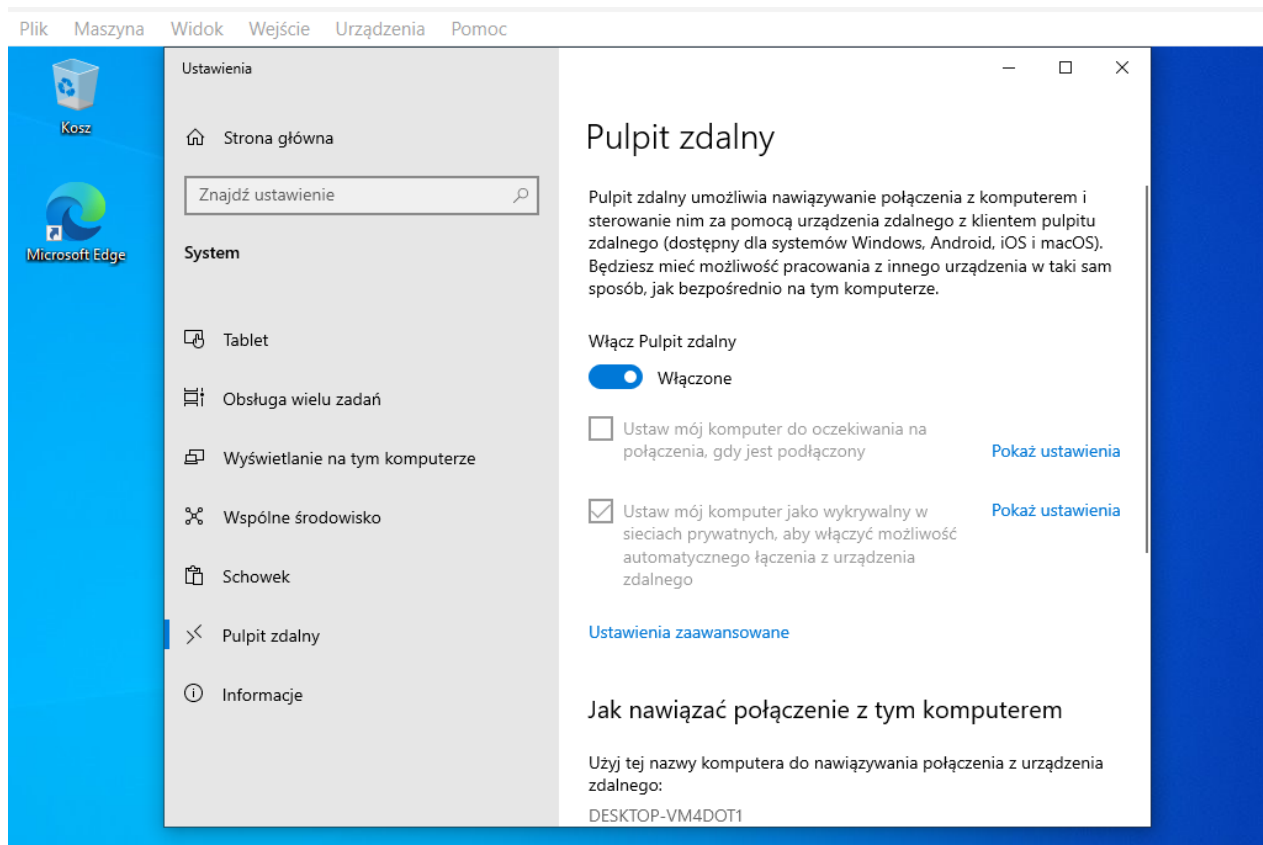 Plik Maszyna Widok Wejście Urządzenia Pomoc
Kosz
Microsoft Edge
Ustawienia
Strona główna
Znajdź ustawienie
System
Tablet
Obsługa wielu zadań
Wyświetlanie na tym komputerze
Wspólne środowisko
Schowek
Pulpit zdalny
Informacje
Pulpit zdalny
Pulpit zdalny umożliwia nawiązywanie połączenia z komputerem i
sterowanie nim za pomocą urządzenia zdalnego z klientem pulpitu
zdalnego (dostępny dla systemów Windows, Android, iOS i macOS).
Będziesz mieć możliwość pracowania z innego urządzenia w taki sam
sposób, jak bezpośrednio na tym komputerze.
Włącz Pulpit zdalny
Włączone
Ustaw mój komputer do oczekiwania na
połączenia, gdy jest podłączony
Pokaż ustawienia
Ustaw mój komputer jako wykrywalny w
sieciach prywatnych, aby włączyć możliwość
automatycznego łączenia z urządzenia
zdalnego
Pokaż ustawienia
Ustawienia zaawansowane
Jak nawiązać połączenie z tym komputerem
Użyj tej nazwy komputera do nawiązywania połączenia z urządzenia
zdalnego:
DESKTOP-VM4DOT1